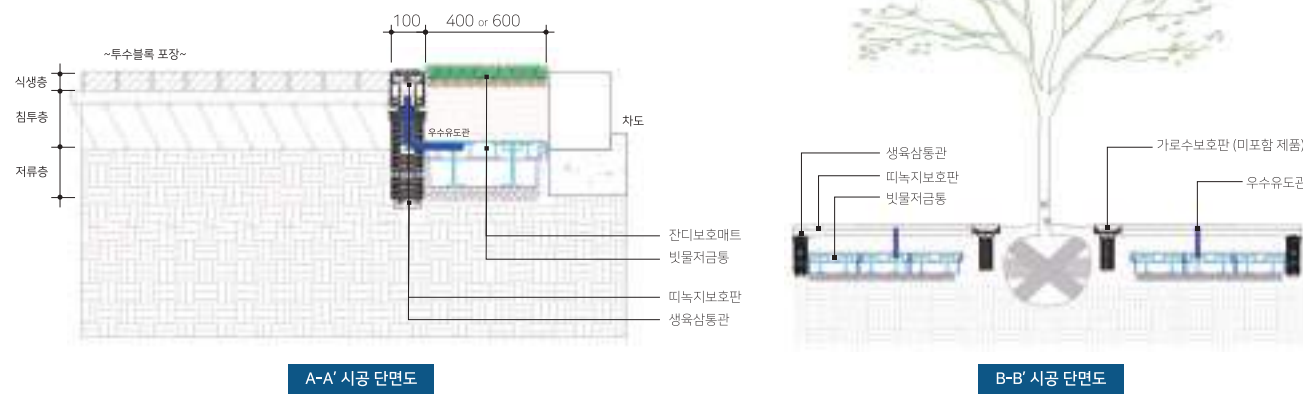 100 400 or 600
~투수블록 포장~
식생층
침투층
저류층
우수유도관
차도
잔디보호매트
빗물저금통
띠녹지보호판
생육삼통관
A-A' 시공 단면도
생육삼통관
띠녹지보호판
빗물저금통
가로수보호판 (미포함 제품)
우수유도관
B-B' 시공 단면도